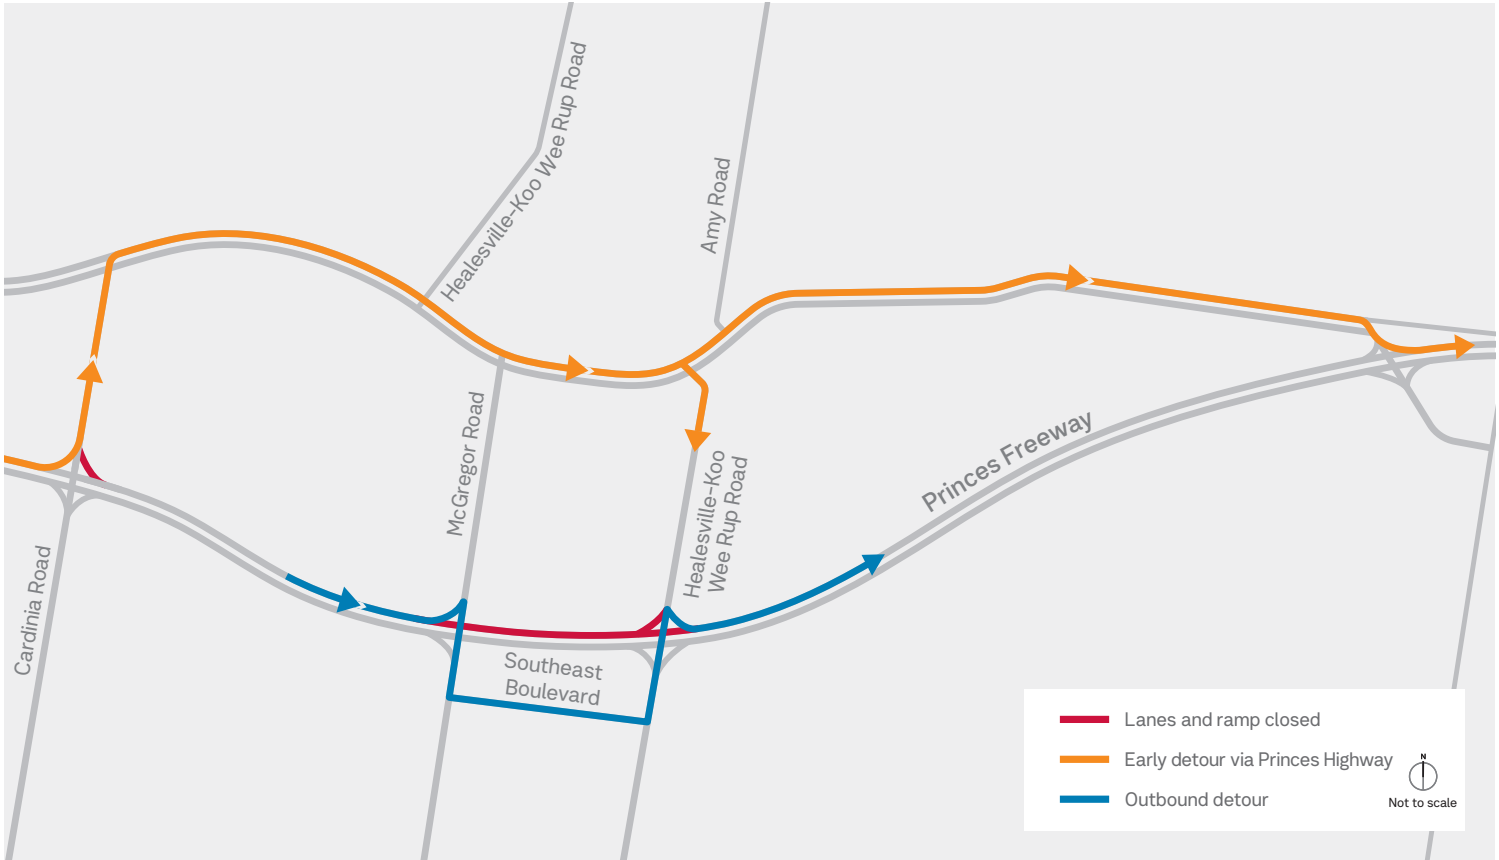 Healesville-Koo Wee Rup Road
Amy Road
McGregor Road
Healesville-Koo
Wee Rup Road
Princes Freeway
Cardinia Road
Southeast
Boulevard
Lanes and ramp closed
Early detour via Princes Highway
Outbound detour
N
Not to scale